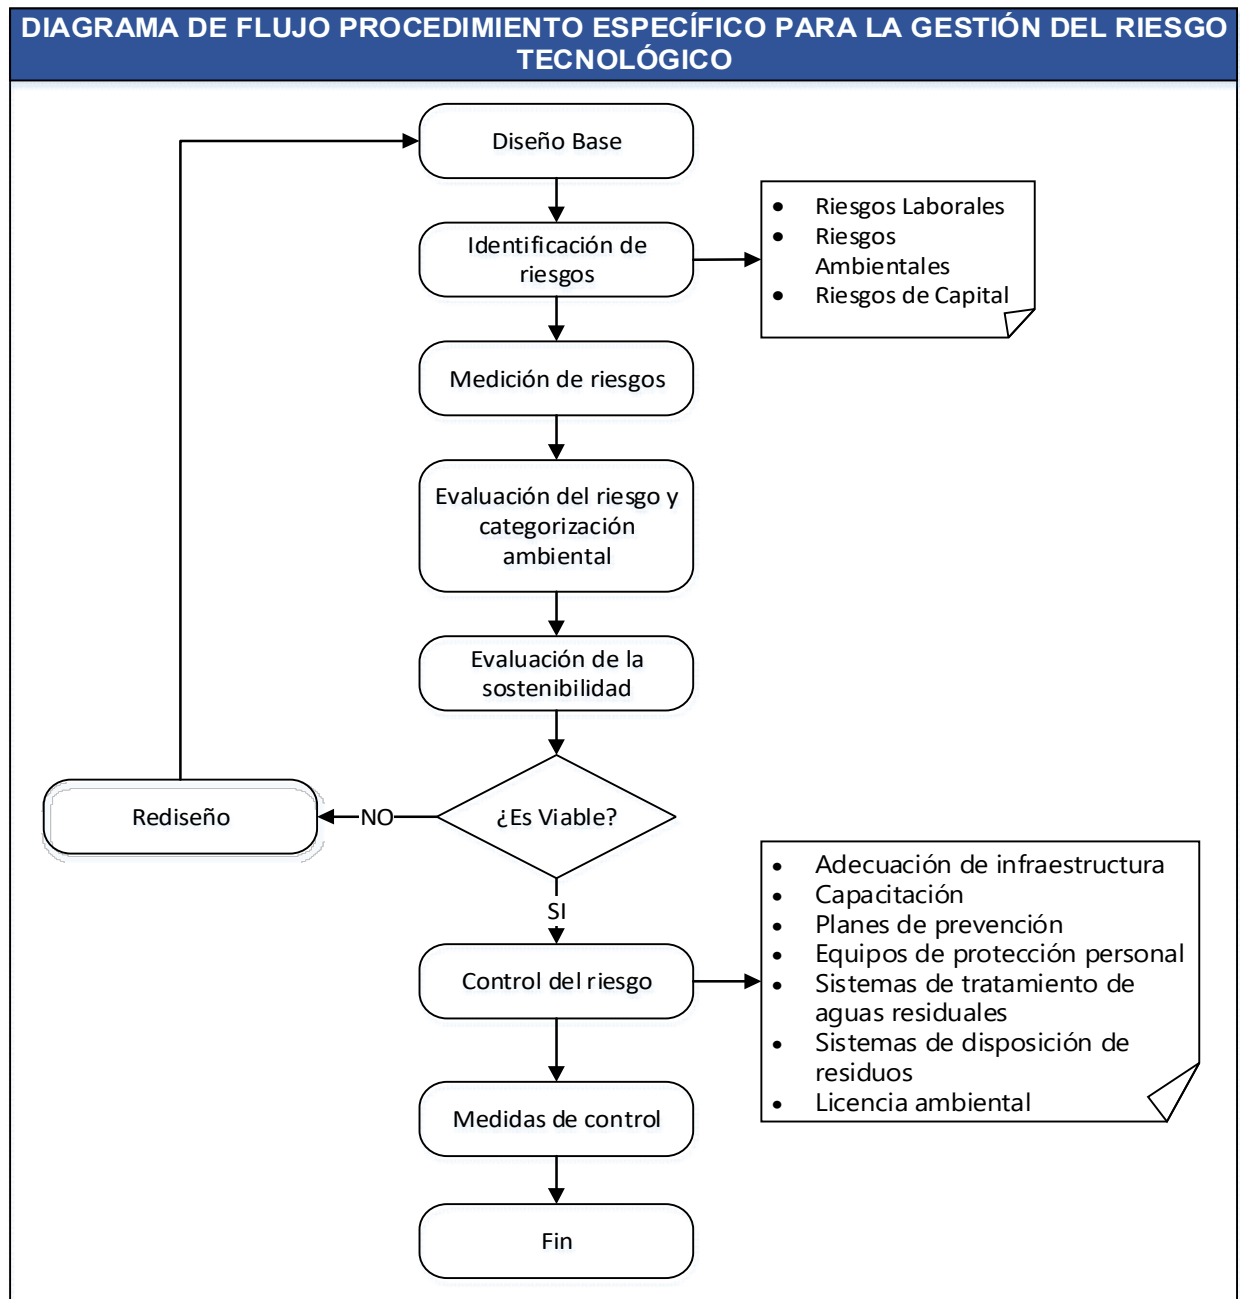 DIAGRAMA DE FLUJO PROCEDIMIENTO ESPECÍFICO PARA LA GESTIÓN DEL RIESGO
TECNOLÓGICO
Diseño Base
Identificación de
riesgos
• Riesgos Laborales
• Riesgos
Ambientales
• Riesgos de Capital
Medición de riesgos
Evaluación del riesgo y
categorización
ambiental
Evaluación de la
sostenibilidad
¿Es Viable?
NO
Rediseño
SI
Control del riesgo
• Adecuación de infraestructura
• Capacitación
• Planes de prevención
• Equipos de protección personal
• Sistemas de tratamiento de
aguas residuales
• Sistemas de disposición de
residuos
• Licencia ambiental
Medidas de control
Fin